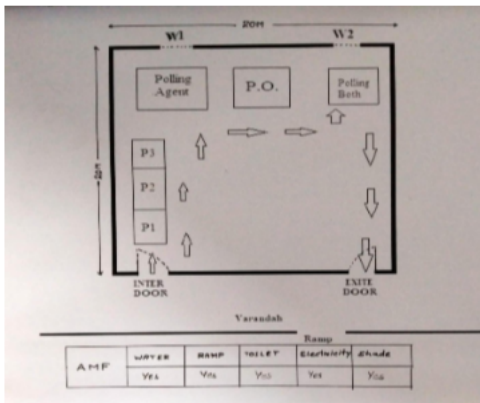 20M
W1
W2
Polling
Agent
P.O.
Polling
Both
P3
P2
P1
INTER
DOOR
EXITE
DOOR
Varandah
Ramp
AMF
WATER RAMP TOILET Electricity Shade
Yes Yes Yes Yes Yes